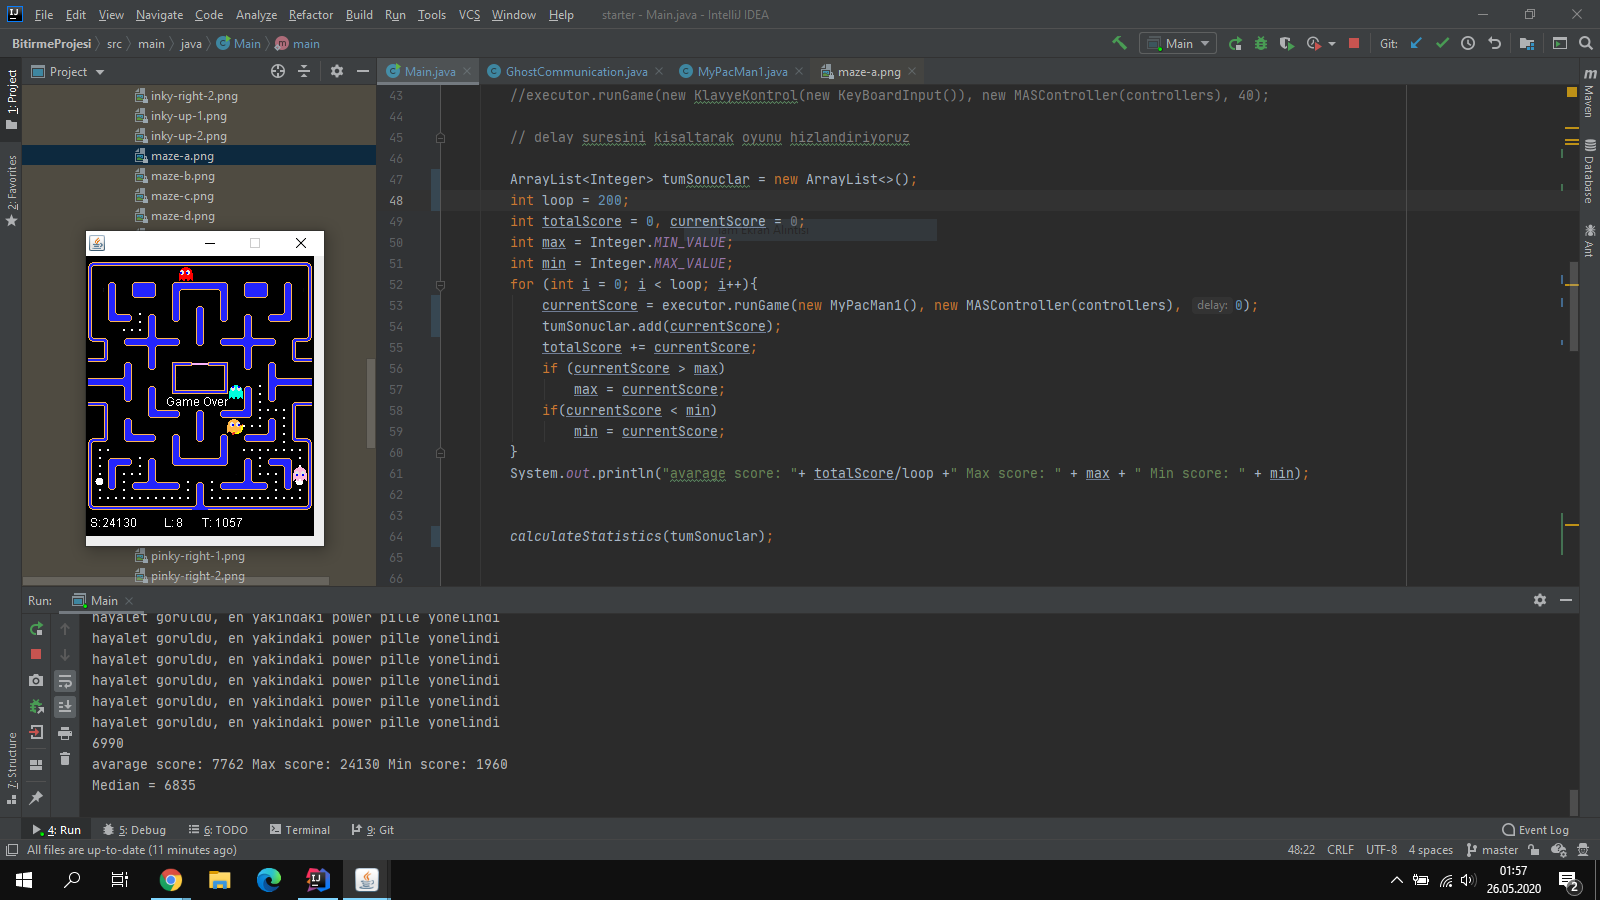 File Edit View Navigate Code Analyze Refactor Build Run Tools VCS Window Help starter - Main.java - IntelliJ IDEA
BitirmeProjesi src main java Main main
Main Git:
Project
Main.java GhostCommunication.java MyPacMan1.java maze-a.png
1: Project
2: Favorites
7: Structure
inky-right-2.png
inky-up-1.png
inky-up-2.png
maze-a.png
maze-b.png
maze-c.png
maze-d.png
Game Over
S:24130 L: 8 T: 1057
pinky-right-1.png
pinky-right-2.png
43 //executor.runGame(new KlavyeKontrol(new KeyBoardInput()), new MASController(controllers), 40);
44
45 // delay suresini kisaltarak oyunu hizlandiriyoruz
46
47 ArrayList<Integer> tumSonuclar = new ArrayList<>();
48 int loop = 200;
49 int totalScore = 0, currentScore = 0;
50 int max = Integer.MIN_VALUE;
51 int min = Integer.MAX_VALUE;
52 for (int i = 0; i < loop; i++){
53 currentScore = executor.runGame(new MyPacMan1(), new MASController(controllers), delay: 0);
54 tumSonuclar.add(currentScore);
55 totalScore += currentScore;
56 if (currentScore > max)
57 max = currentScore;
58 if(currentScore < min)
59 min = currentScore;
60 }
61 System.out.println("avarage score: "+ totalScore/loop +" Max score: " + max + " Min score: " + min);
62
63
64 calculateStatistics(tumSonuclar);
65
66
m Maven
Database
Ant
Run: Main
hayalet goruldu, en yakindaki power pille yonelindi
hayalet goruldu, en yakindaki power pille yonelindi
hayalet goruldu, en yakindaki power pille yonelindi
hayalet goruldu, en yakindaki power pille yonelindi
hayalet goruldu, en yakindaki power pille yonelindi
hayalet goruldu, en yakindaki power pille yonelindi
6990
avarage score: 7762 Max score: 24130 Min score: 1960
Median = 6835
4: Run 5: Debug 6: TODO Terminal 9: Git Event Log
All files are up-to-date (11 minutes ago) 48:22 CRLF UTF-8 4 spaces master
01:57
26.05.2020
2